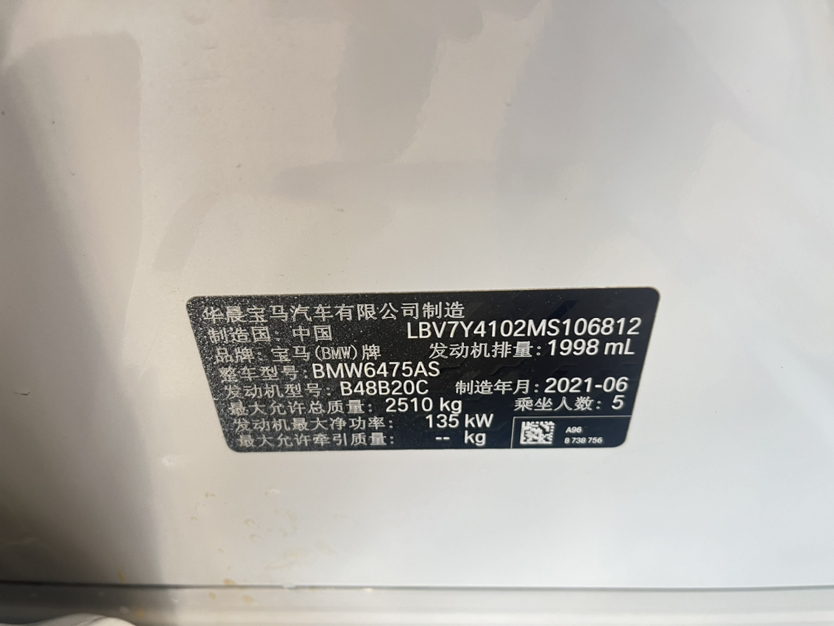 华晨宝马汽车有限公司制造
制造国: 中国 LBV7Y4102MS106812
品牌: 宝马(BMW)牌 发动机排量: 1998 mL
整车型号: BMW6475AS
发动机型号: B48B20C 制造年月: 2021-06
最大允许总质量: 2510 kg 乘坐人数: 5
发动机最大净功率: 135 kW
最大允许牵引质量: -- kg
A96
8 738 756